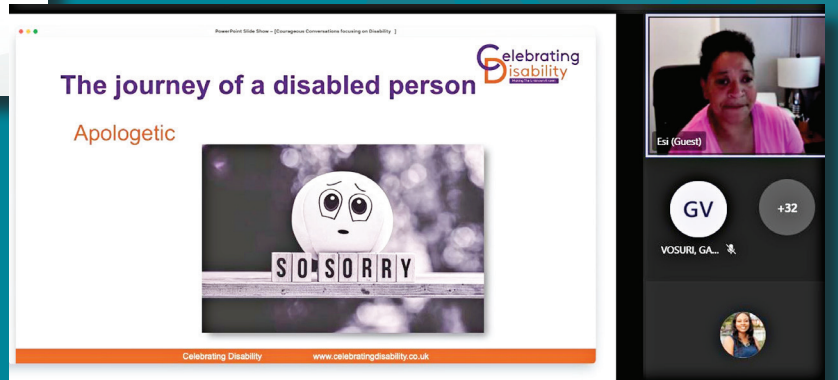 PowerPoint Slide Show – [Courageous Conversations focusing on Disability ]
Celebrating
Disability
The journey of a disabled person
Apologetic
SO SORRY
Celebrating Disability www.celebratingdisability.co.uk
Esi (Guest)
GV
+32
VOSURI, GA...